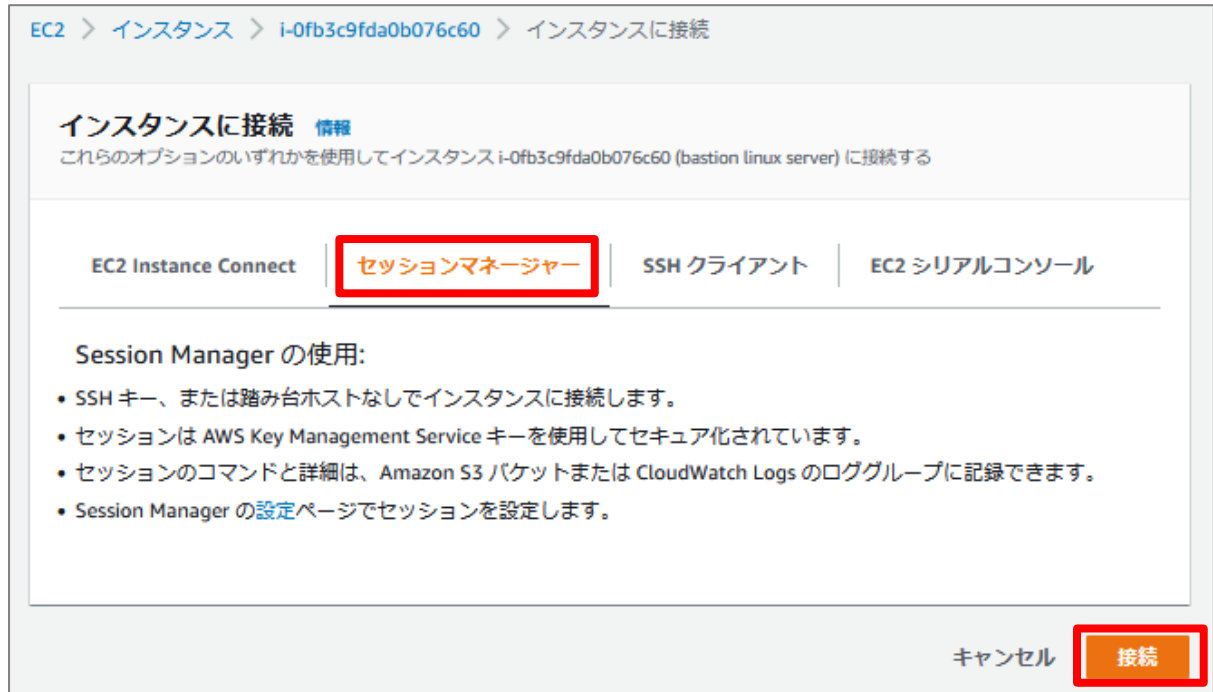 EC2 > インスタンス > i-0fb3c9fda0b076c60 > インスタンスに接続
インスタンスに接続 情報
これらのオプションのいずれかを使用してインスタンス i-0fb3c9fda0b076c60 (bastion linux server) に接続する
EC2 Instance Connect セッションマネージャー SSH クライアント EC2 シリアルコンソール
Session Manager の使用:
• SSH キー、または踏み台ホストなしでインスタンスに接続します。
• セッションは AWS Key Management Service キーを使用してセキュア化されています。
• セッションのコマンドと詳細は、Amazon S3 バケットまたは CloudWatch Logs のロググループに記録できます。
• Session Manager の設定ページでセッションを設定します。
キャンセル 接続